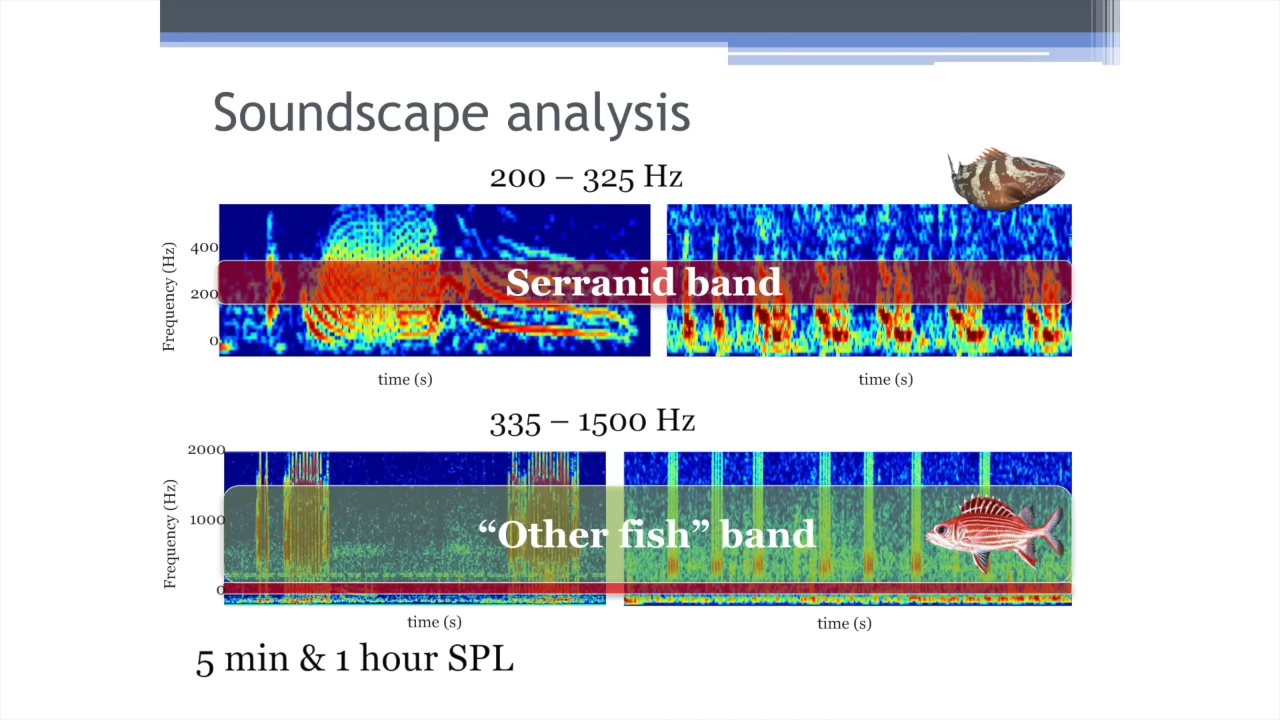 Soundscape analysis
200 – 325 Hz
Frequency (Hz)
400
200
0
Serranid band
time (s)
time (s)
335 – 1500 Hz
Frequency (Hz)
2000
1000
0
“Other fish” band
time (s)
time (s)
5 min & 1 hour SPL